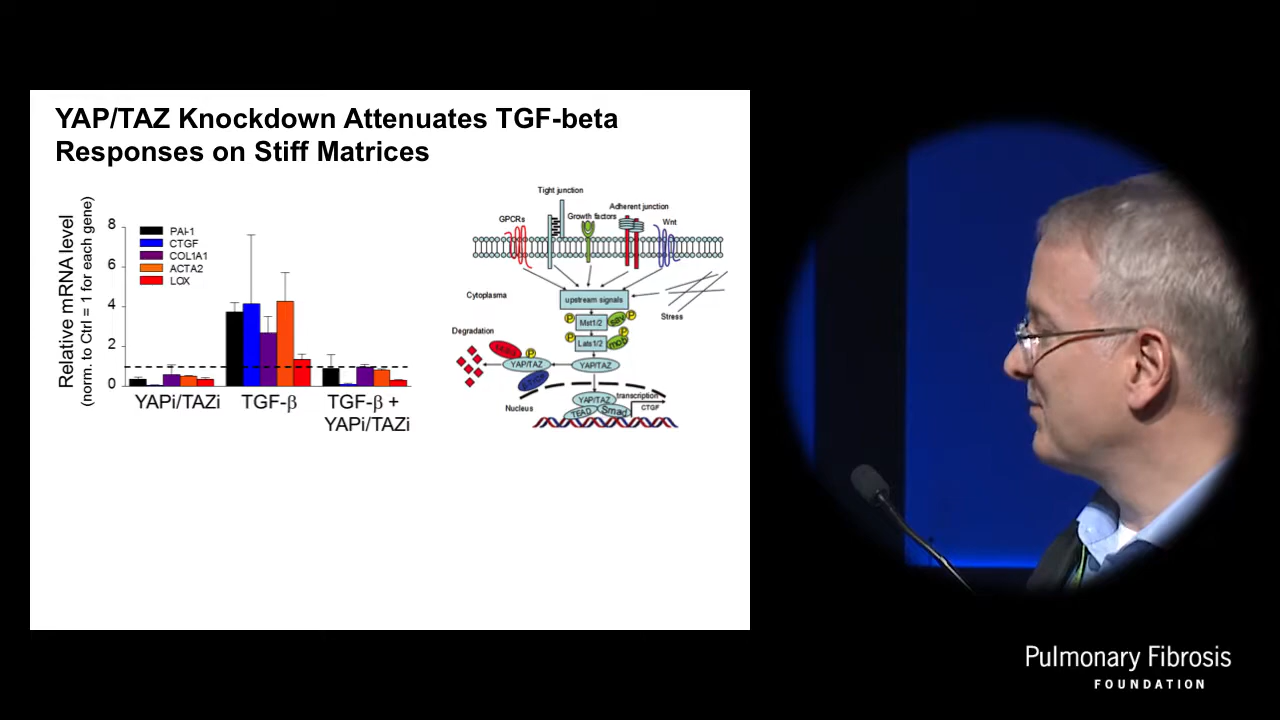 YAP/TAZ Knockdown Attenuates TGF-beta
Responses on Stiff Matrices
Relative mRNA level
(norm. to Ctrl = 1 for each gene)
8
6
4
2
0
PAI-1
CTGF
COL1A1
ACTA2
LOX
YAPi/TAZi
TGF-β
TGF-β +
YAPi/TAZi
Tight junction
GPCRs
Growth factors
Adherent junction
Wnt
Cytoplasma
upstream signals
Stress
P
Mst1/2
sav
P
P
Lats1/2
mob
P
Degradation
P
YAP/TAZ
YAP/TAZ
Nucleus
YAP/TAZ
transcription
TEAD
Smad
CTGF
Pulmonary Fibrosis
FOUNDATION